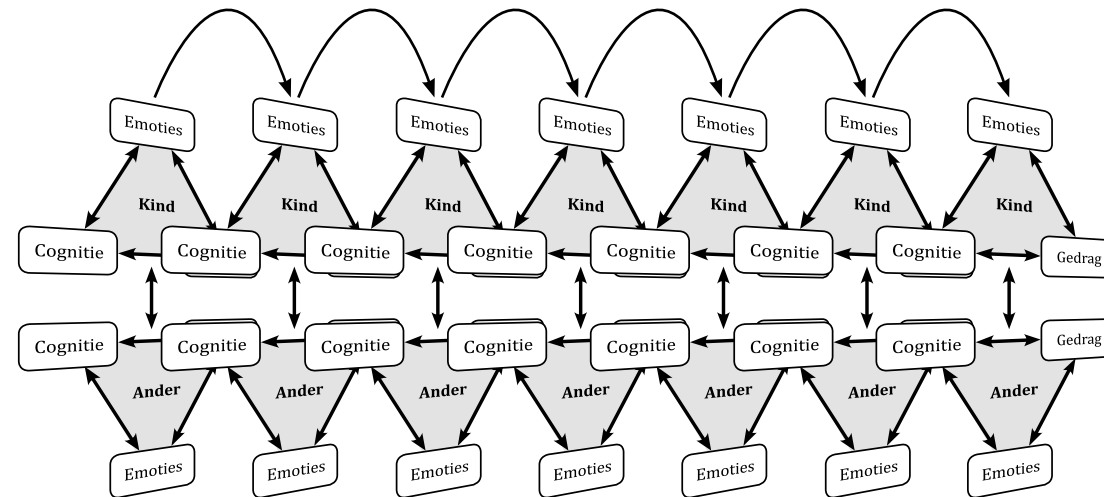 Emoties Emoties Emoties Emoties Emoties Emoties Emoties
Kind Kind Kind Kind Kind Kind Kind
Cognitie Cognitie Cognitie Cognitie Cognitie Cognitie Cognitie Gedrag
Cognitie Cognitie Cognitie Cognitie Cognitie Cognitie Cognitie Gedrag
Ander Ander Ander Ander Ander Ander Ander
Emoties Emoties Emoties Emoties Emoties Emoties Emoties